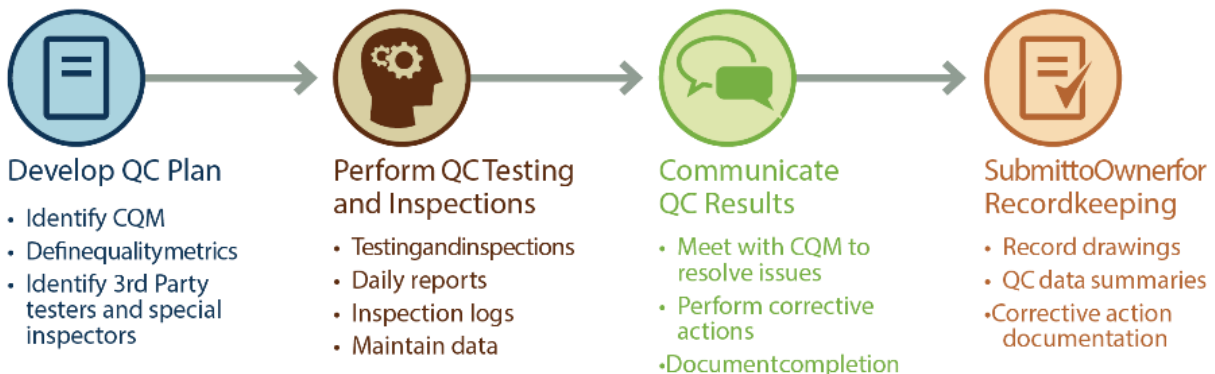 Develop QC Plan
• Identify CQM
• Definequalitymetrics
• Identify 3rd Party
testers and special
inspectors
Perform QC Testing
and Inspections
• Testingandinspections
• Daily reports
• Inspection logs
• Maintain data
Communicate
QC Results
• Meet with CQM to
resolve issues
• Perform corrective
actions
•Documentcompletion
SubmittoOwnerfor
Recordkeeping
• Record drawings
• QC data summaries
•Corrective action
documentation